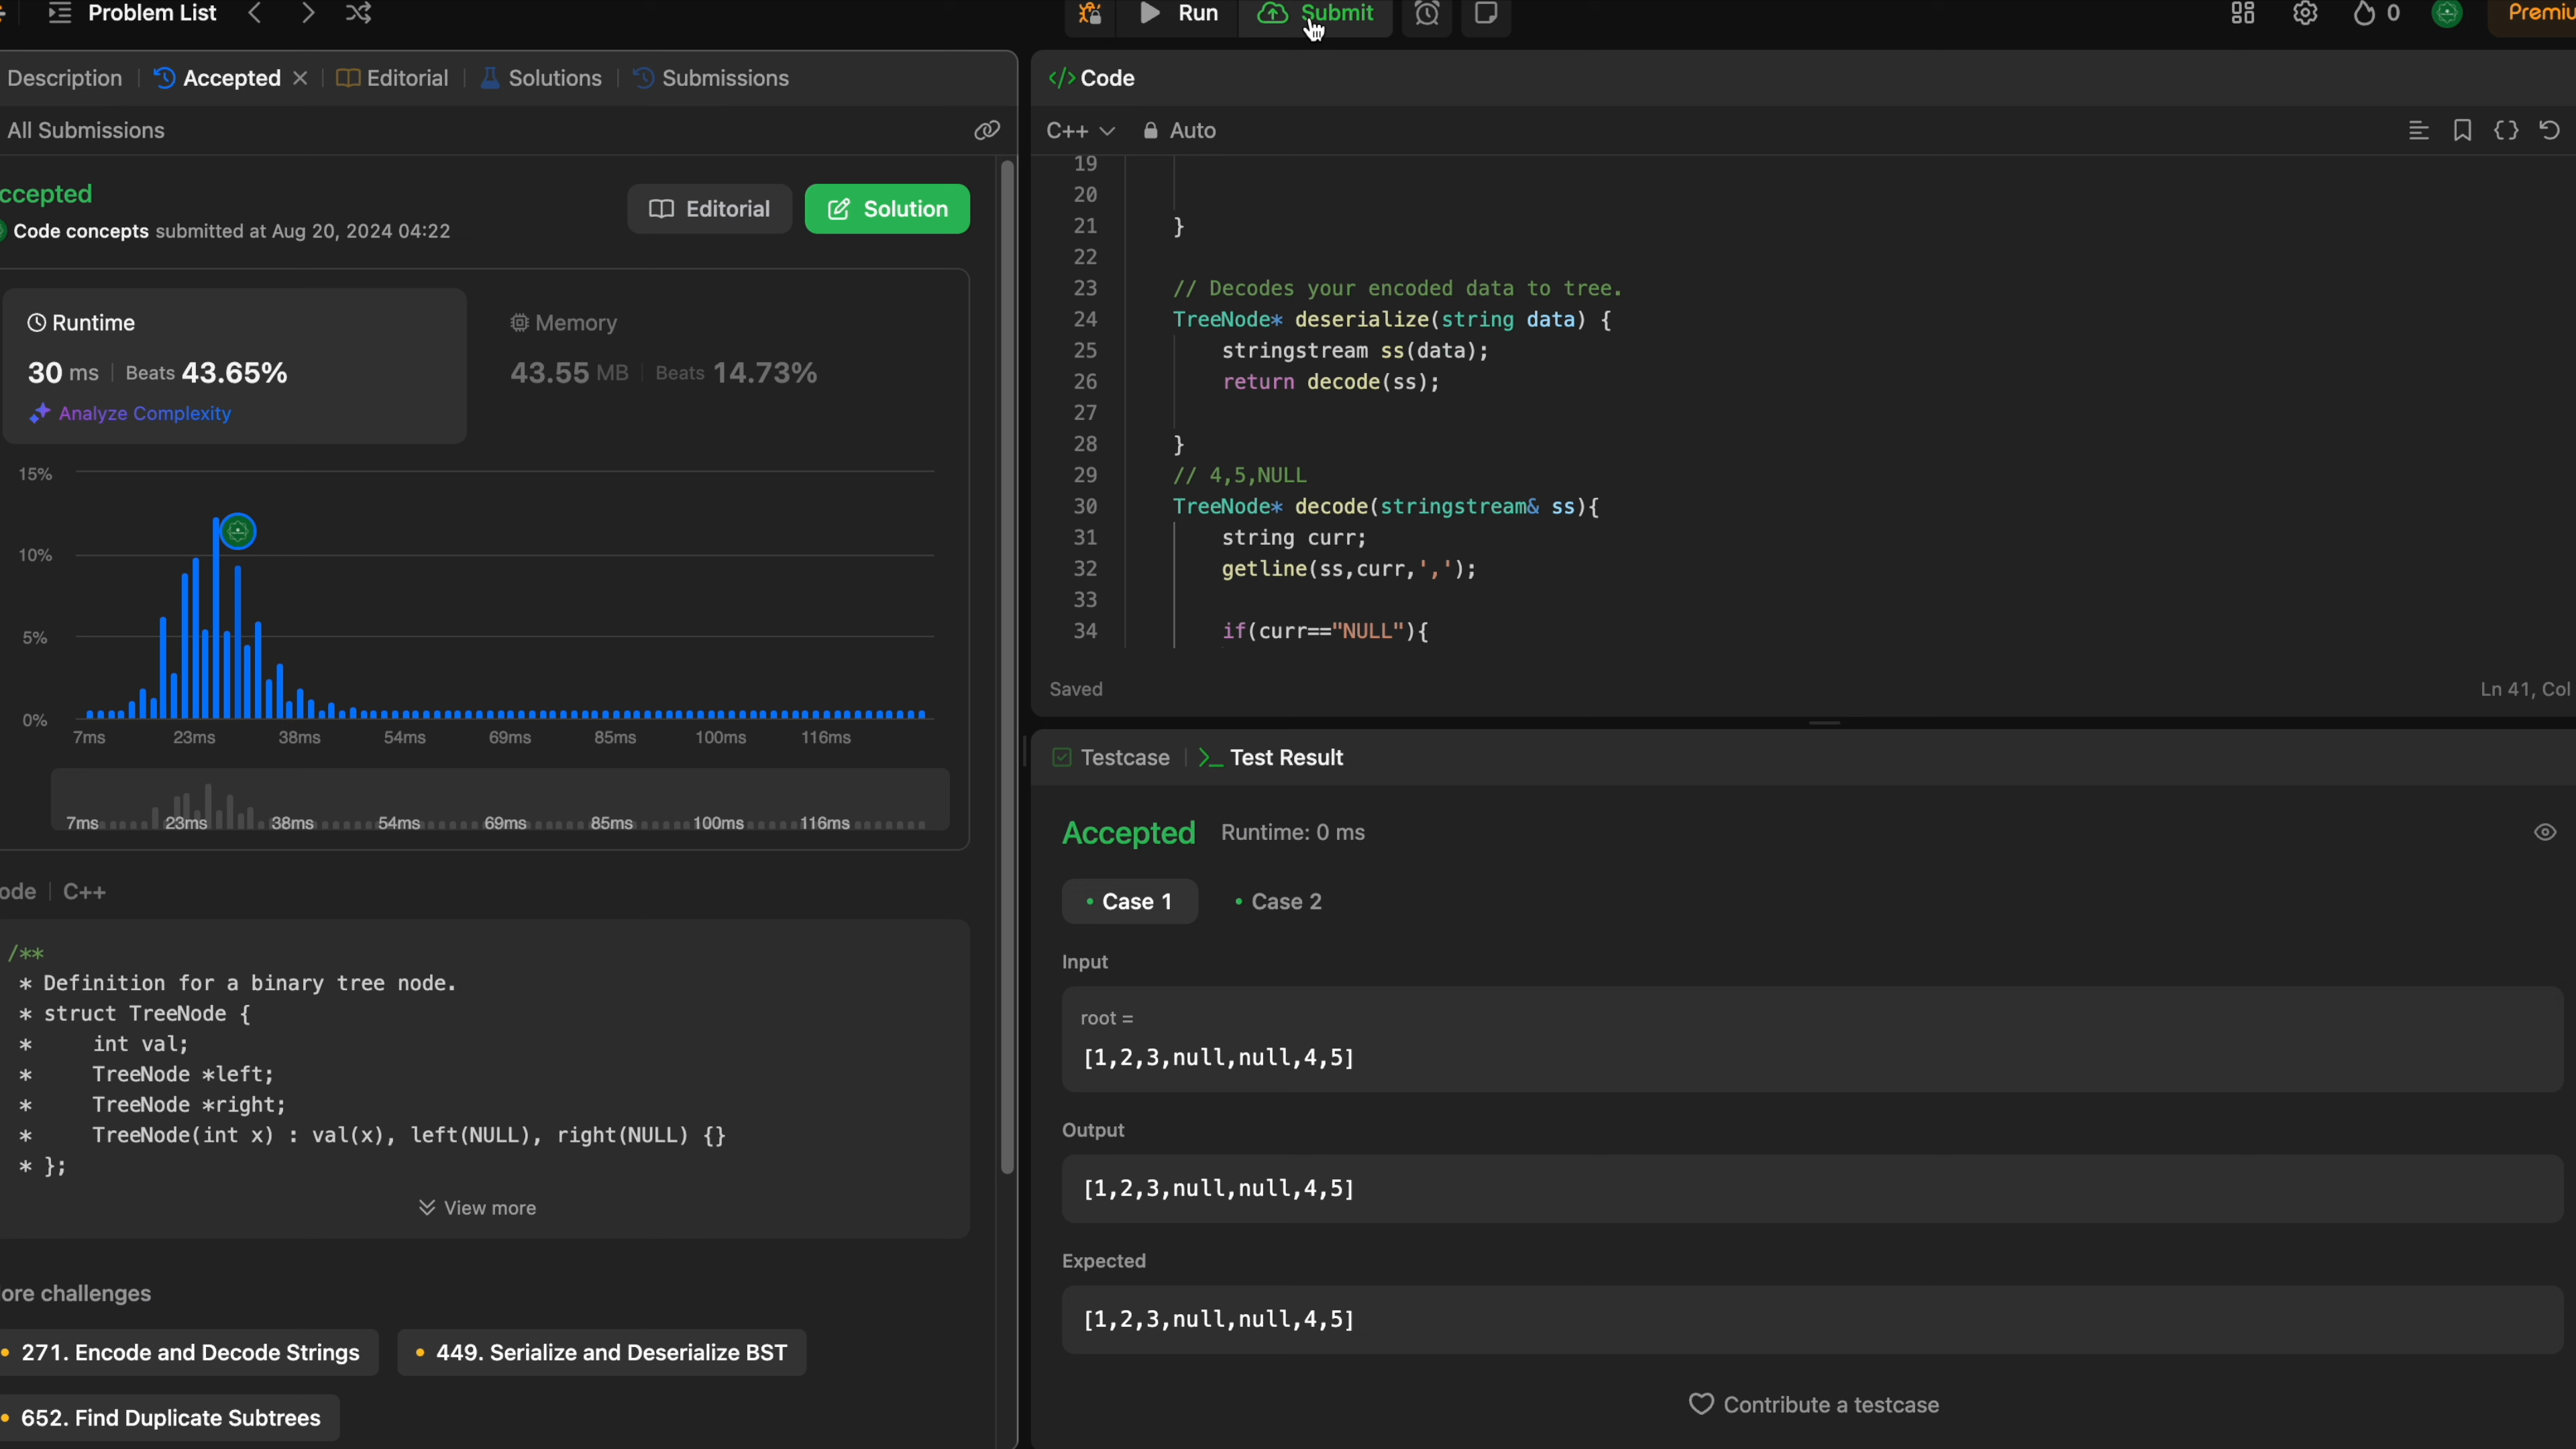 Problem List
Run
Submit
0
Premiu
Description
Accepted
Editorial
Solutions
Submissions
All Submissions
ccepted
Code concepts submitted at Aug 20, 2024 04:22
Editorial
Solution
Runtime
30 ms | Beats 43.65%
Analyze Complexity
Memory
43.55 MB | Beats 14.73%
15%
10%
5%
0%
7ms 23ms 38ms 54ms 69ms 85ms 100ms 116ms
7ms 23ms 38ms 54ms 69ms 85ms 100ms 116ms
ode | C++
/**
* Definition for a binary tree node.
* struct TreeNode {
*     int val;
*     TreeNode *left;
*     TreeNode *right;
*     TreeNode(int x) : val(x), left(NULL), right(NULL) {}
* };
View more
ore challenges
271. Encode and Decode Strings
449. Serialize and Deserialize BST
652. Find Duplicate Subtrees
</> Code
C++
Auto
19
20
21 }
22
23 // Decodes your encoded data to tree.
24 TreeNode* deserialize(string data) {
25     stringstream ss(data);
26     return decode(ss);
27
28 }
29 // 4,5,NULL
30 TreeNode* decode(stringstream& ss){
31     string curr;
32     getline(ss,curr,',');
33
34     if(curr=="NULL"){
Saved
Ln 41, Col
Testcase
Test Result
Accepted Runtime: 0 ms
Case 1
Case 2
Input
root =
[1,2,3,null,null,4,5]
Output
[1,2,3,null,null,4,5]
Expected
[1,2,3,null,null,4,5]
Contribute a testcase